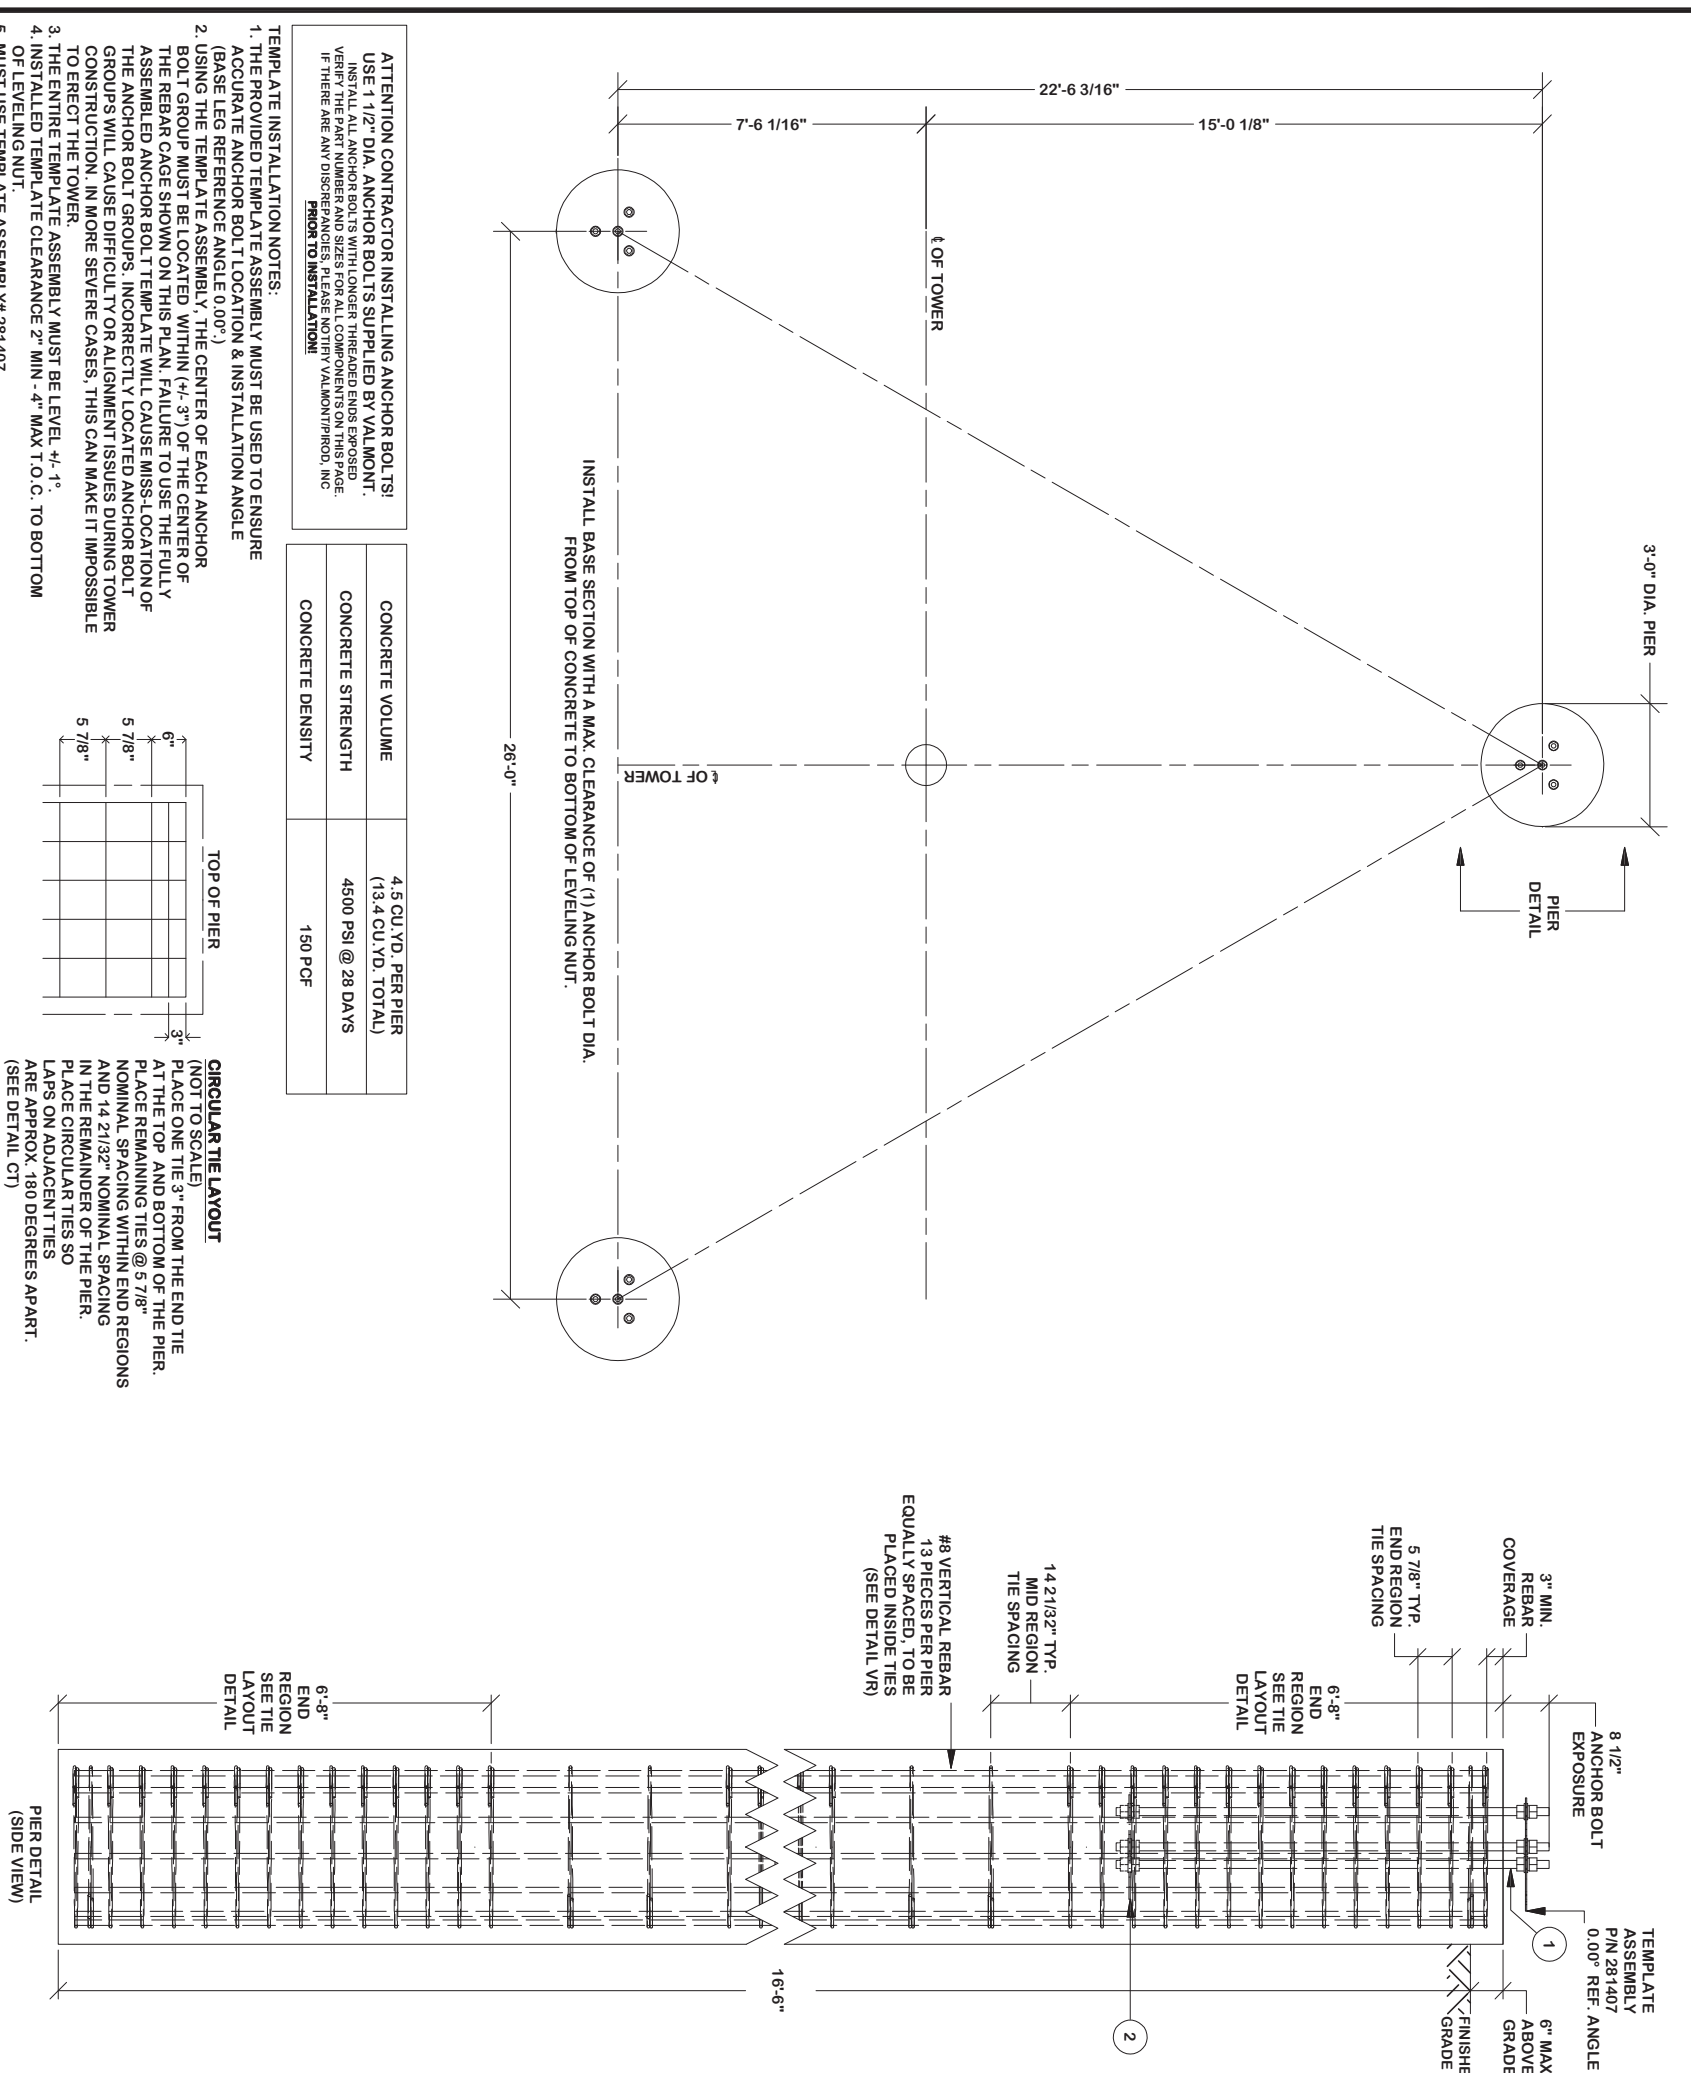 3'-0" DIA. PIER
PIER
DETAIL
22'-6 3/16"
7'-6 1/16"
15'-0 1/8"
℄ OF TOWER
℄ OF TOWER
26'-0"
INSTALL BASE SECTION WITH A MAX. CLEARANCE OF (1) ANCHOR BOLT DIA.
FROM TOP OF CONCRETE TO BOTTOM OF LEVELING NUT.
ATTENTION CONTRACTOR INSTALLING ANCHOR BOLTS!
USE 1 1/2" DIA. ANCHOR BOLTS SUPPLIED BY VALMONT.
INSTALL ALL ANCHOR BOLTS WITH LONGER THREADED ENDS EXPOSED
VERIFY THE PART NUMBER AND SIZES FOR ALL COMPONENTS ON THIS PAGE.
IF THERE ARE ANY DISCREPANCIES, PLEASE NOTIFIY VALMONT/PIROD, INC
PRIOR TO INSTALLATION!
CONCRETE VOLUME
4.5 CU.YD. PER PIER
(13.4 CU.YD. TOTAL)
CONCRETE STRENGTH
4500 PSI @ 28 DAYS
CONCRETE DENSITY
150 PCF
TEMPLATE INSTALLATION NOTES:
1. THE PROVIDED TEMPLATE ASSEMBLY MUST BE USED TO ENSURE
ACCURATE ANCHOR BOLT LOCATION & INSTALLATION ANGLE
(BASE LEG REFERENCE ANGLE 0.00°.)
2. USING THE TEMPLATE ASSEMBLY, THE CENTER OF EACH ANCHOR
BOLT GROUP MUST BE LOCATED WITHIN (+/- 3") OF THE CENTER OF
THE REBAR CAGE SHOWN ON THIS PLAN. FAILURE TO USE THE FULLY
ASSEMBLED ANCHOR BOLT TEMPLATE WILL CAUSE MISS-LOCATION OF
THE ANCHOR BOLT GROUPS. INCORRECTLY LOCATED ANCHOR BOLT
GROUPS WILL CAUSE DIFFICULTY OR ALIGNMENT ISSUES DURING TOWER
CONSTRUCTION. IN MORE SEVERE CASES, THIS CAN MAKE IT IMPOSSIBLE
TO ERECT THE TOWER.
3. THE ENTIRE TEMPLATE ASSEMBLY MUST BE LEVEL +/- 1°.
4. INSTALLED TEMPLATE CLEARANCE 2" MIN - 4" MAX T.O.C. TO BOTTOM
OF LEVELING NUT.
5. MUST USE TEMPLATE ASSEMBLY# 281407
TOP OF PIER
6"
5 7/8"
5 7/8"
3"
CIRCULAR TIE LAYOUT
(NOT TO SCALE)
PLACE ONE TIE 3" FROM THE END TIE
AT THE TOP AND BOTTOM OF THE PIER.
PLACE REMAINING TIES @ 5 7/8"
NOMINAL SPACING WITHIN END REGIONS
AND 14 21/32" NOMINAL SPACING
IN THE REMAINDER OF THE PIER.
PLACE CIRCULAR TIES SO
LAPS ON ADJACENT TIES
ARE APPROX. 180 DEGREES APART.
(SEE DETAIL CT)
TEMPLATE
ASSEMBLY
P/N 281407
0.00° REF. ANGLE
8 1/2"
ANCHOR BOLT
EXPOSURE
3" MIN.
REBAR
COVERAGE
5 7/8" TYP.
END REGION
TIE SPACING
6'-8"
END
REGION
SEE TIE
LAYOUT
DETAIL
14 21/32" TYP.
MID REGION
TIE SPACING
#8 VERTICAL REBAR
13 PIECES PER PIER
EQUALLY SPACED, TO BE
PLACED INSIDE TIES
(SEE DETAIL VR)
6'-8"
END
REGION
SEE TIE
LAYOUT
DETAIL
1
2
6" MAX
ABOVE
GRADE
FINISHE
GRADE
16'-6"
PIER DETAIL
(SIDE VIEW)